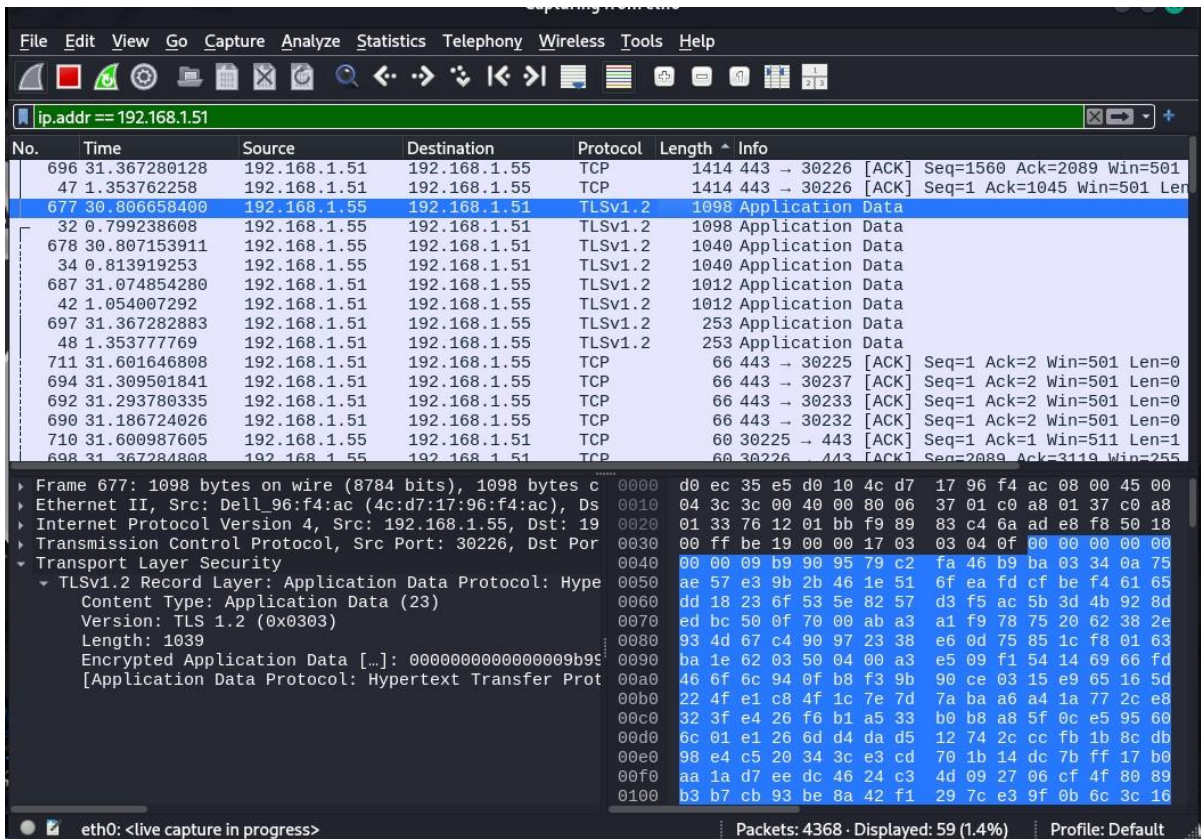 File Edit View Go Capture Analyze Statistics Telephony Wireless Tools Help
ip.addr == 192.168.1.51
No. Time Source Destination Protocol Length Info
696 31.367280128 192.168.1.51 192.168.1.55 TCP 1414 443 → 30226 [ACK] Seq=1560 Ack=2089 Win=501
47 1.353762258 192.168.1.51 192.168.1.55 TCP 1414 443 → 30226 [ACK] Seq=1 Ack=1045 Win=501 Len
677 30.806658400 192.168.1.55 192.168.1.51 TLSv1.2 1098 Application Data
32 0.799238608 192.168.1.55 192.168.1.51 TLSv1.2 1098 Application Data
678 30.807153911 192.168.1.55 192.168.1.51 TLSv1.2 1040 Application Data
34 0.813919253 192.168.1.55 192.168.1.51 TLSv1.2 1040 Application Data
687 31.074854280 192.168.1.51 192.168.1.55 TLSv1.2 1012 Application Data
42 1.054007292 192.168.1.51 192.168.1.55 TLSv1.2 1012 Application Data
697 31.367282883 192.168.1.51 192.168.1.55 TLSv1.2 253 Application Data
48 1.353777769 192.168.1.51 192.168.1.55 TLSv1.2 253 Application Data
711 31.601646808 192.168.1.51 192.168.1.55 TCP 66 443 → 30225 [ACK] Seq=1 Ack=2 Win=501 Len=0
694 31.309501841 192.168.1.51 192.168.1.55 TCP 66 443 → 30237 [ACK] Seq=1 Ack=2 Win=501 Len=0
692 31.293780335 192.168.1.51 192.168.1.55 TCP 66 443 → 30233 [ACK] Seq=1 Ack=2 Win=501 Len=0
690 31.186724026 192.168.1.51 192.168.1.55 TCP 66 443 → 30232 [ACK] Seq=1 Ack=2 Win=501 Len=0
710 31.600987605 192.168.1.55 192.168.1.51 TCP 60 30225 → 443 [ACK] Seq=1 Ack=1 Win=511 Len=1
698 31.367284808 192.168.1.55 192.168.1.51 TCP 60 30226 → 443 [ACK] Seq=2089 Ack=3119 Win=255
Frame 677: 1098 bytes on wire (8784 bits), 1098 bytes c
Ethernet II, Src: Dell_96:f4:ac (4c:d7:17:96:f4:ac), Ds
Internet Protocol Version 4, Src: 192.168.1.55, Dst: 19
Transmission Control Protocol, Src Port: 30226, Dst Por
Transport Layer Security
TLSv1.2 Record Layer: Application Data Protocol: Hype
Content Type: Application Data (23)
Version: TLS 1.2 (0x0303)
Length: 1039
Encrypted Application Data […]: 0000000000000009b99
[Application Data Protocol: Hypertext Transfer Prot
0000 d0 ec 35 e5 d0 10 4c d7 17 96 f4 ac 08 00 45 00
0010 04 3c 3c 00 40 00 80 06 37 01 c0 a8 01 37 c0 a8
0020 01 33 76 12 01 bb f9 89 83 c4 6a ad e8 f8 50 18
0030 00 ff be 19 00 00 17 03 03 04 0f 00 00 00 00 00
0040 00 00 09 b9 90 95 79 c2 fa 46 b9 ba 03 34 0a 75
0050 ae 57 e3 9b 2b 46 1e 51 6f ea fd cf be f4 61 65
0060 dd 18 23 6f 53 5e 82 57 d3 f5 ac 5b 3d 4b 92 8d
0070 ed bc 50 0f 70 00 ab a3 a1 f9 78 75 20 62 38 2e
0080 93 4d 67 c4 90 97 23 38 e6 0d 75 85 1c f8 01 63
0090 ba 1e 62 03 50 04 00 a3 e5 09 f1 54 14 69 66 fd
00a0 46 6f 6c 94 0f b8 f3 9b 90 ce 03 15 e9 65 16 5d
00b0 22 4f e1 c8 4f 1c 7e 7d 7a ba a6 a4 1a 77 2c e8
00c0 32 3f e4 26 f6 b1 a5 33 b0 b8 a8 5f 0c e5 95 60
00d0 6c 01 e1 26 6d d4 da d5 12 74 2c cc fb 1b 8c db
00e0 98 e4 c5 20 34 3c e3 cd 70 1b 14 dc 7b ff 17 b0
00f0 aa 1a d7 ee dc 46 24 c3 4d 09 27 06 cf 4f 80 89
0100 b3 b7 cb 93 be 8a 42 f1 29 7c e3 9f 0b 6c 3c 16
eth0: <live capture in progress> Packets: 4368 · Displayed: 59 (1.4%) Profile: Default